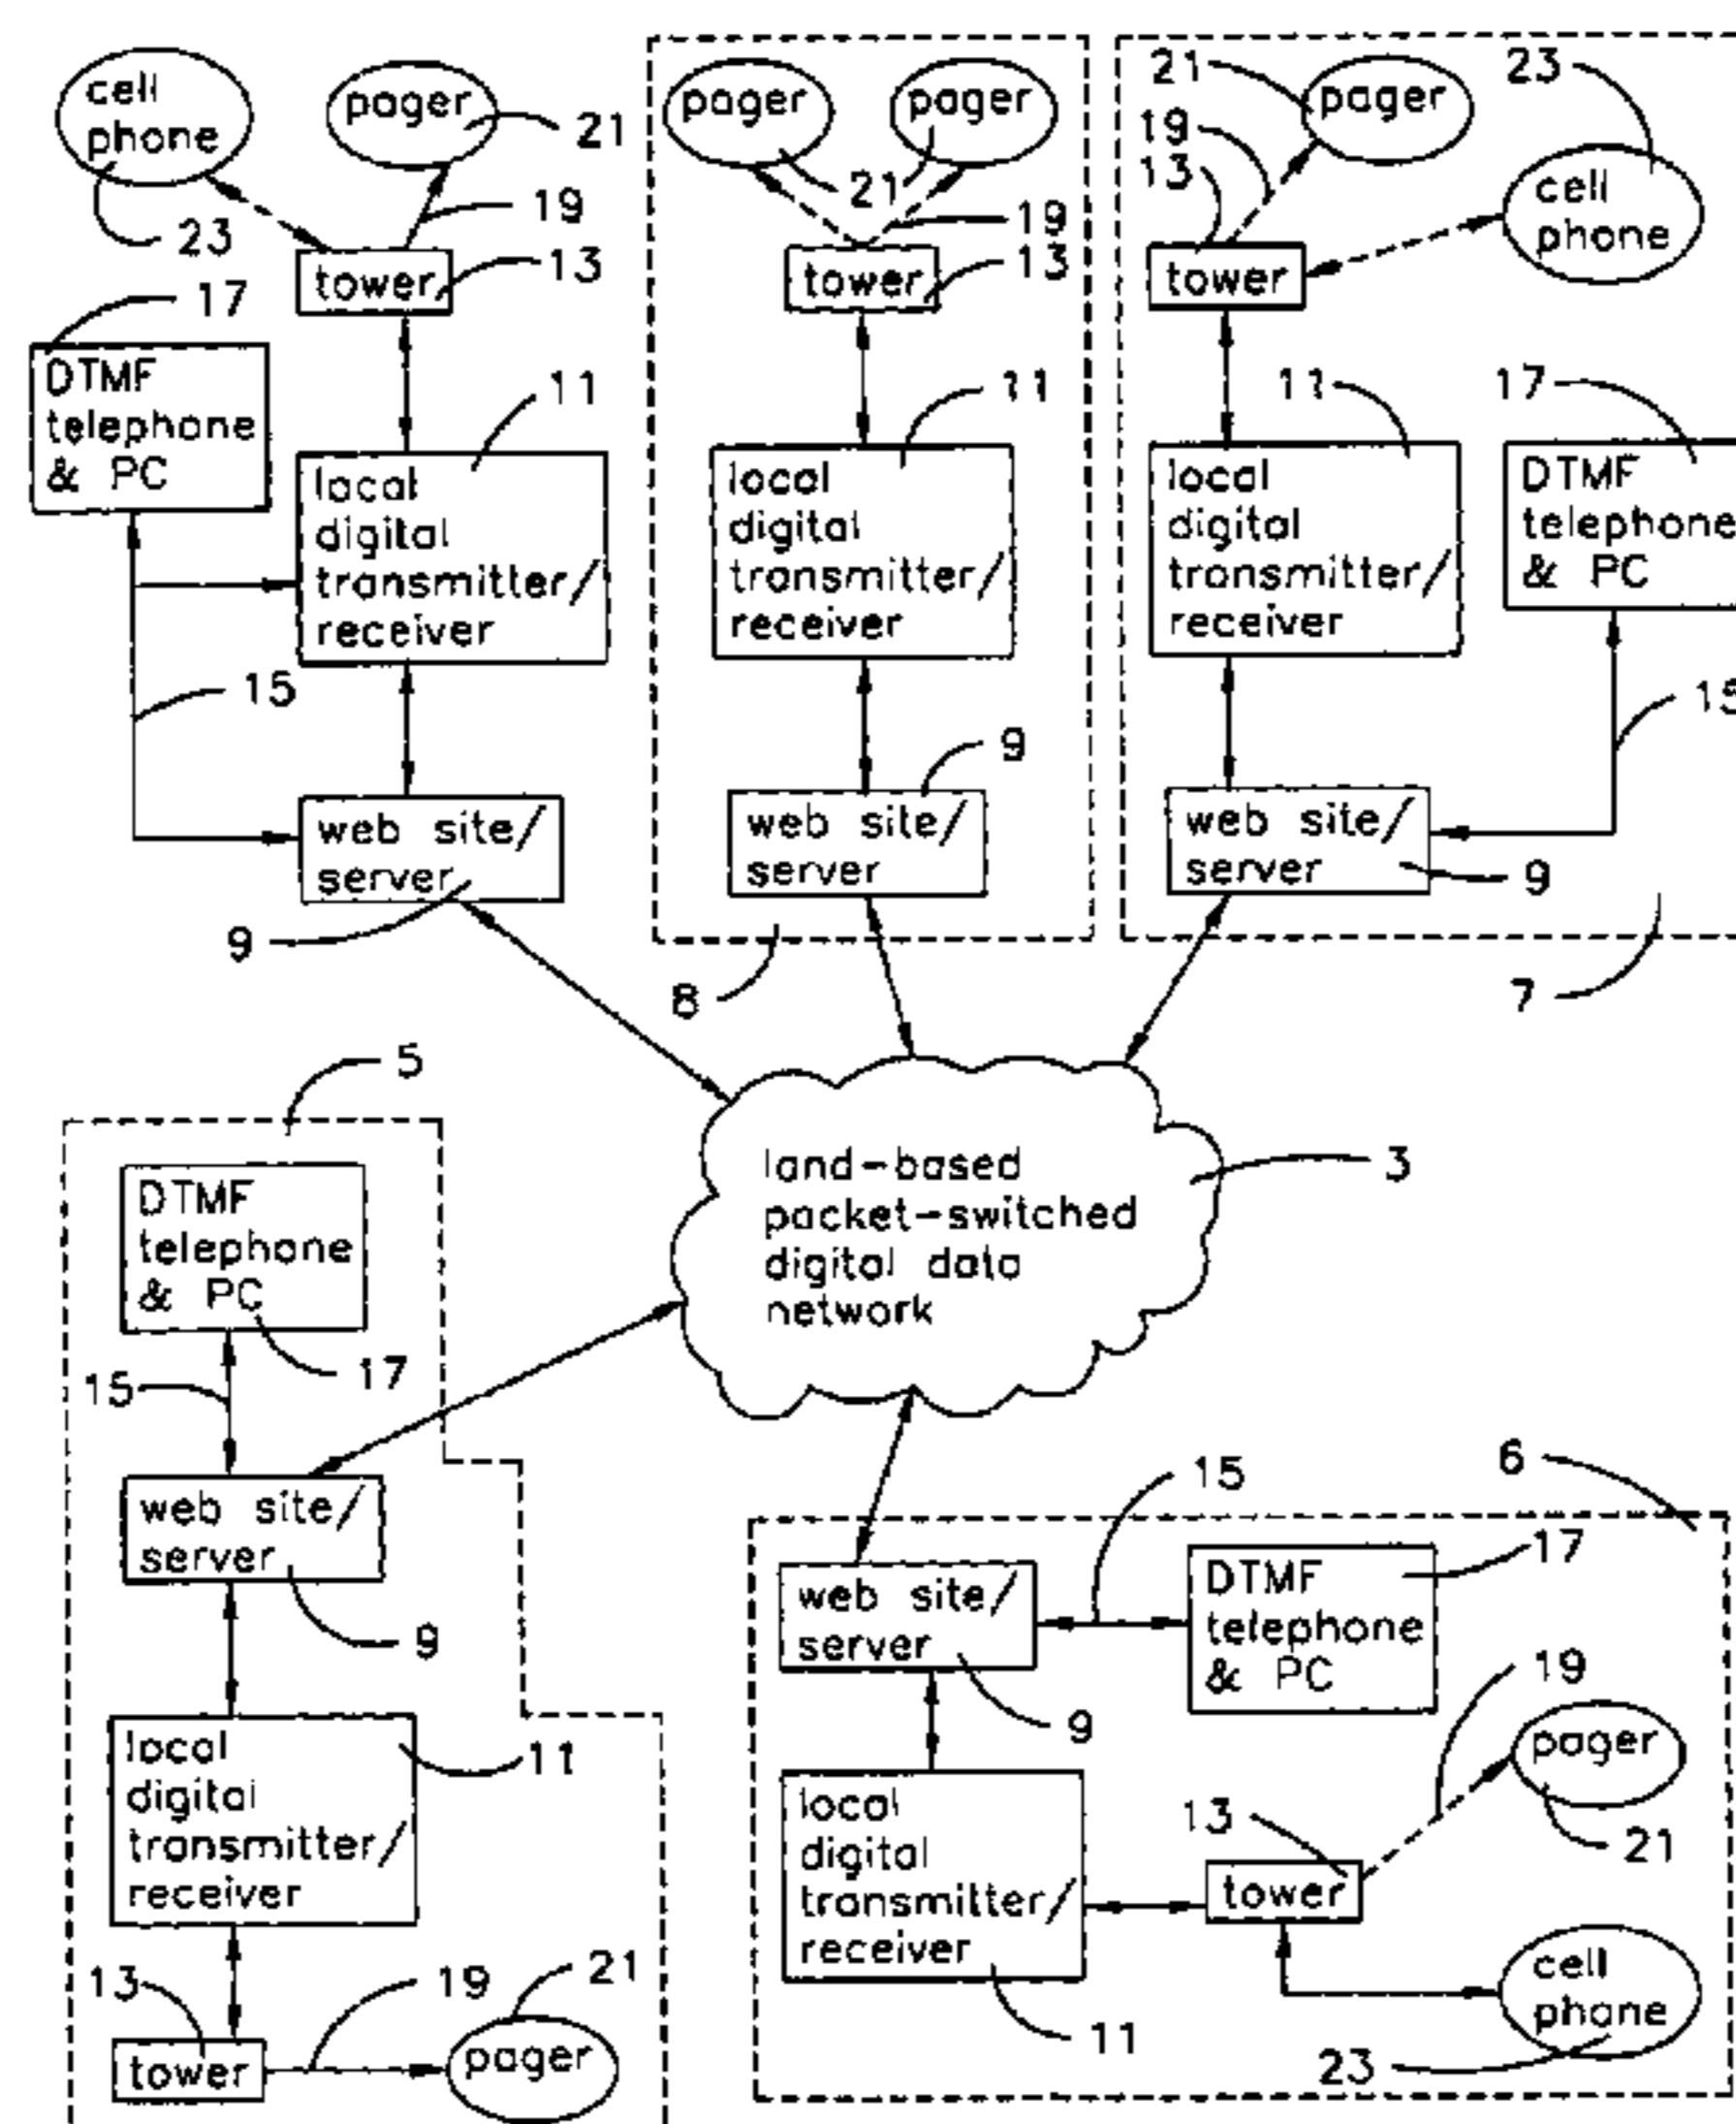 cell
phone
23
pager
21
19
tower
13
17
DTMF
telephone
& PC
11
local
digital
transmitter/
receiver
15
web site/
server
9
pager
pager
21
19
tower
13
11
local
digital
transmitter/
receiver
9
web site/
server
8
21
pager
23
19
13
cell
phone
tower
11
17
local
digital
transmitter/
receiver
DTMF
telephone
& PC
15
web site/
server
9
7
land-based
packet-switched
digital data
network
3
5
DTMF
telephone
& PC
17
15
web site/
server
9
local
digital
transmitter/
receiver
11
13
tower
19
21
pager
6
15
web site/
server
9
DTMF
telephone
& PC
17
local
digital
transmitter/
receiver
11
13
tower
19
pager
21
cell
phone
23